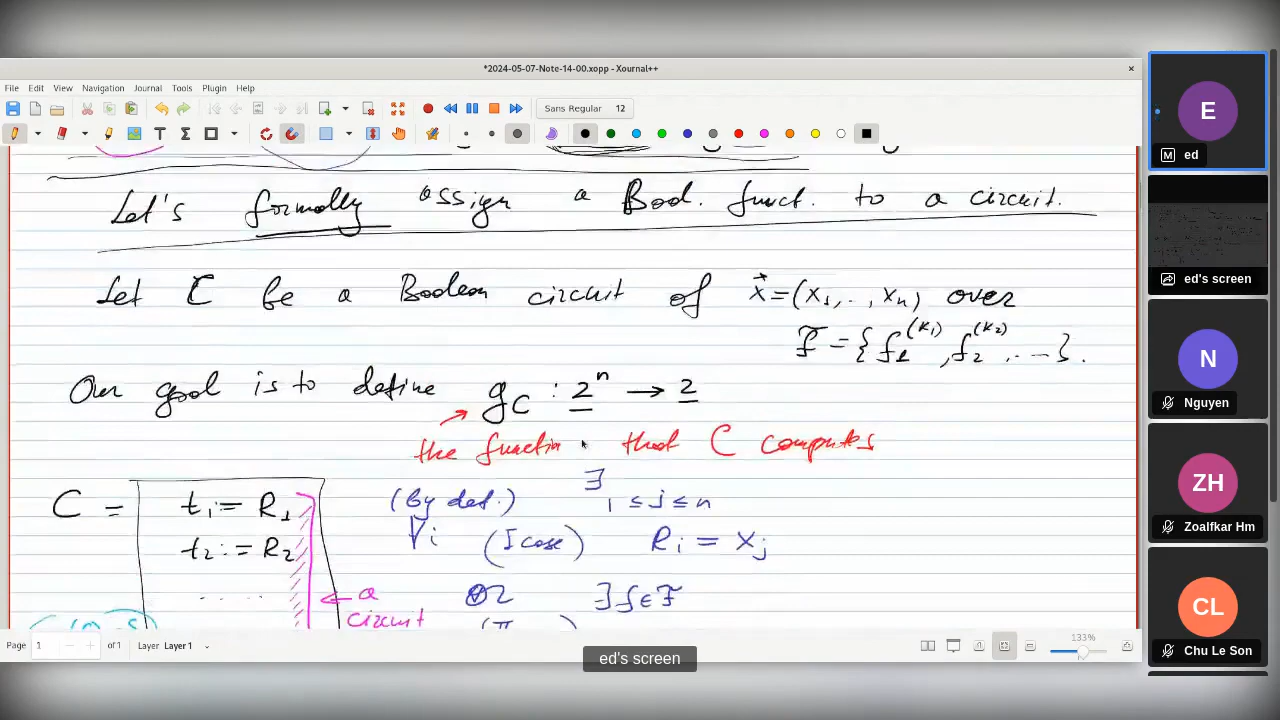 *2024-05-07-Note-14-00.xopp - Xournal++
File Edit View Navigation Journal Tools Plugin Help
Sans Regular 12
Let's formally assign a Bool. funct. to a circuit.
Let C be a Boolean circuit of x⃗=(x₁,..,xₙ) over
F = {f₁^(k₁), f₂^(k₂), ...}.
Our goal is to define g_C : 2ⁿ → 2
the function that C computes
C = t₁ := R₁ (By def.) ∃ 1 ≤ j ≤ n
t₂ := R₂ ∀i (I case) Rᵢ = xⱼ
..... ← a circuit OR ∃ f ∈ F
Page 1 of 1 Layer Layer 1 133%
ed's screen
E
ed
ed's screen
N
Nguyen
ZH
Zoalfkar Hm
CL
Chu Le Son